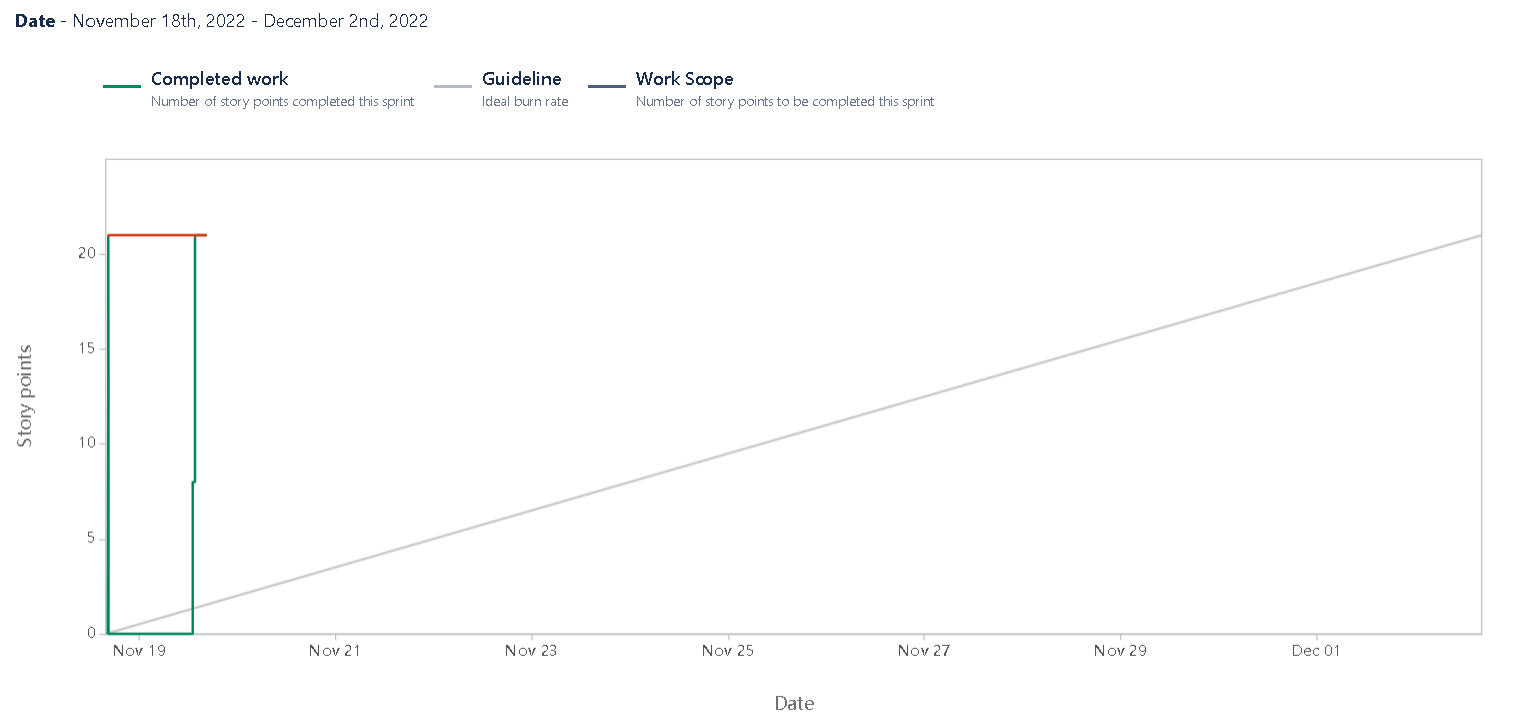 Date - November 18th, 2022 - December 2nd, 2022
Completed work Guideline Work Scope
Number of story points completed this sprint Ideal burn rate Number of story points to be completed this sprint
20
15
10
5
0
Story points
Nov 19 Nov 21 Nov 23 Nov 25 Nov 27 Nov 29 Dec 01
Date